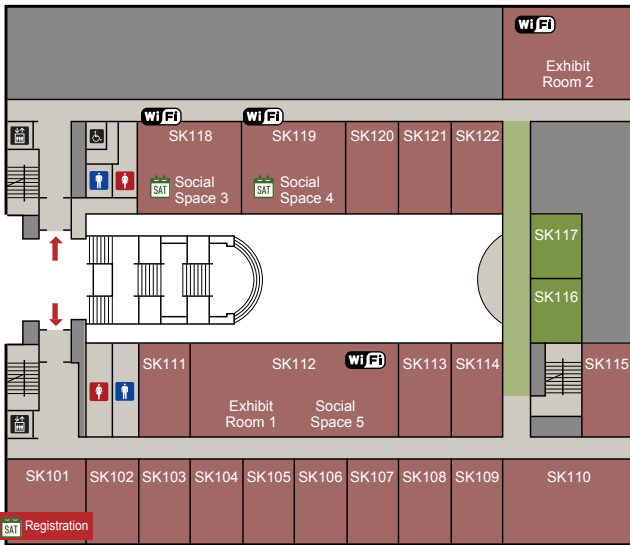 WiFi
Exhibit
Room 2
WiFi
WiFi
SK118
SK119
SK120
SK121
SK122
SAT
Social
Space 3
SAT
Social
Space 4
SK117
SK116
SK111
SK112
WiFi
SK113
SK114
SK115
Exhibit
Room 1
Social
Space 5
SK101
SK102
SK103
SK104
SK105
SK106
SK107
SK108
SK109
SK110
SAT
Registration